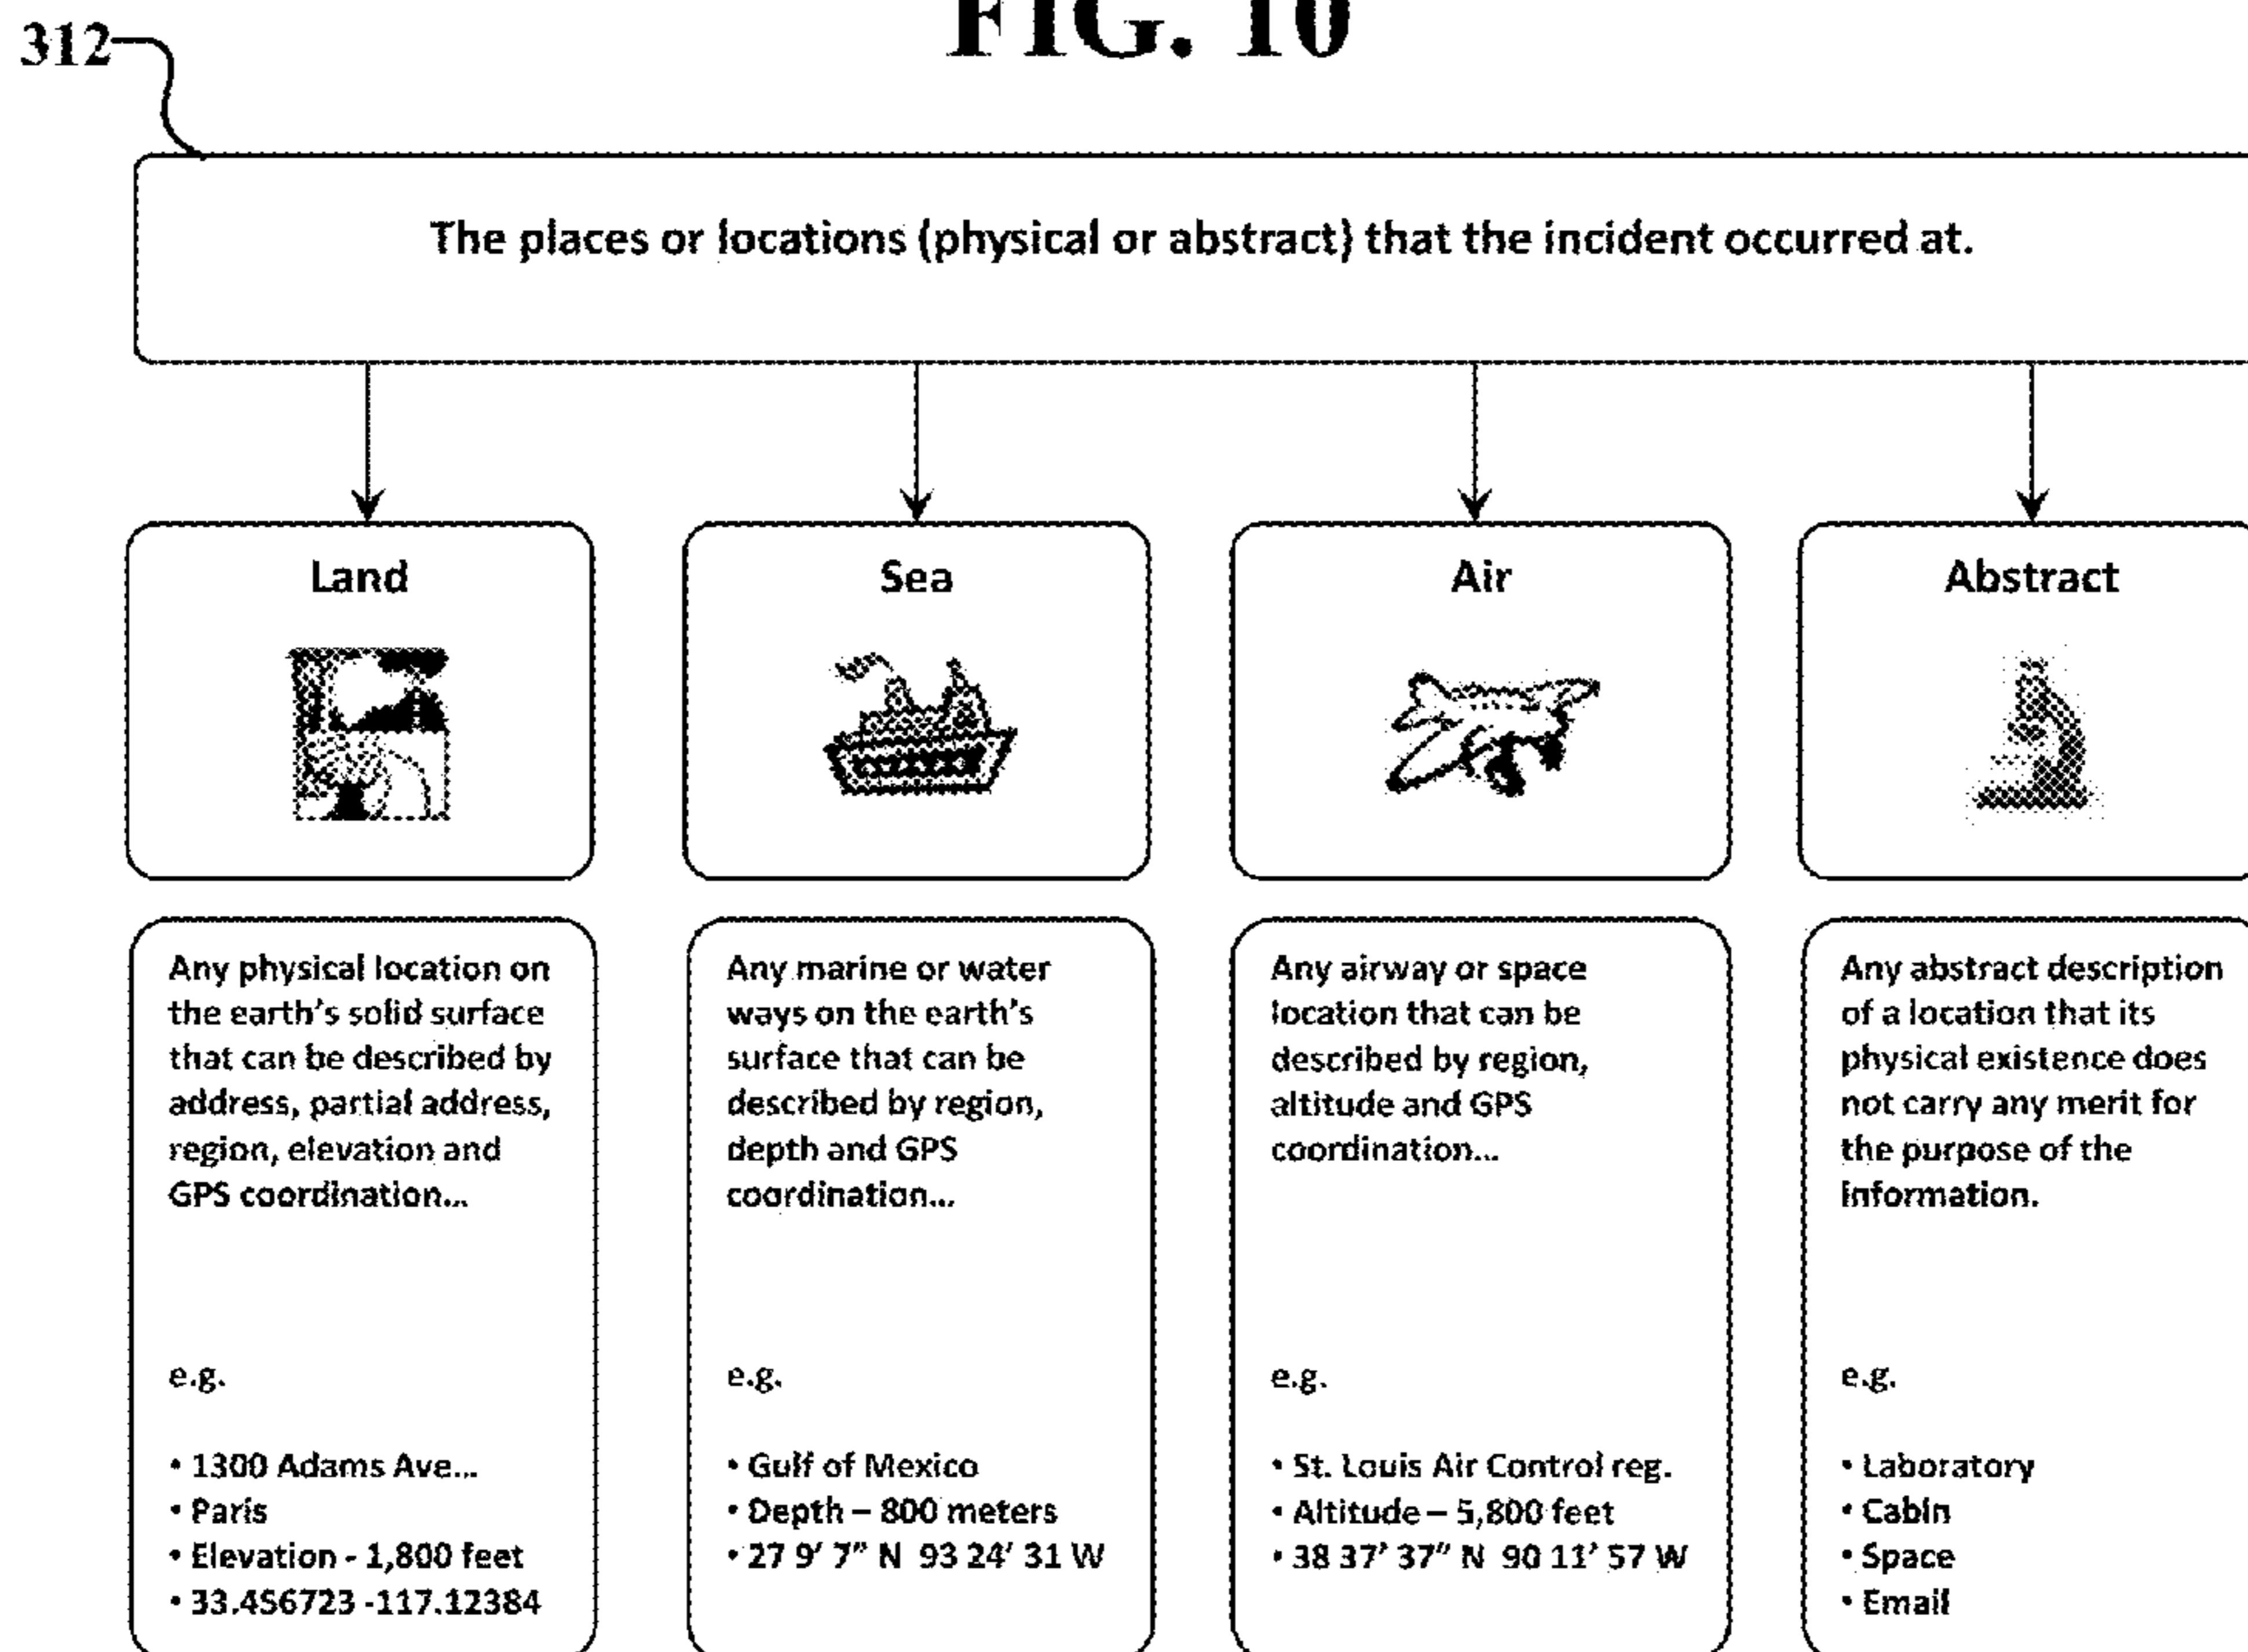 FIG. 10
312
The places or locations (physical or abstract) that the incident occurred at.
Land
Any physical location on
the earth's solid surface
that can be described by
address, partial address,
region, elevation and
GPS coordination...
e.g.
• 1300 Adams Ave...
• Paris
• Elevation - 1,800 feet
• 33.456723 -117.12384
Sea
Any marine or water
ways on the earth's
surface that can be
described by region,
depth and GPS
coordination...
e.g.
• Gulf of Mexico
• Depth – 800 meters
• 27 9' 7" N 93 24' 31 W
Air
Any airway or space
location that can be
described by region,
altitude and GPS
coordination...
e.g.
• St. Louis Air Control reg.
• Altitude – 5,800 feet
• 38 37' 37" N 90 11' 57 W
Abstract
Any abstract description
of a location that its
physical existence does
not carry any merit for
the purpose of the
information.
e.g.
• Laboratory
• Cabin
• Space
• Email